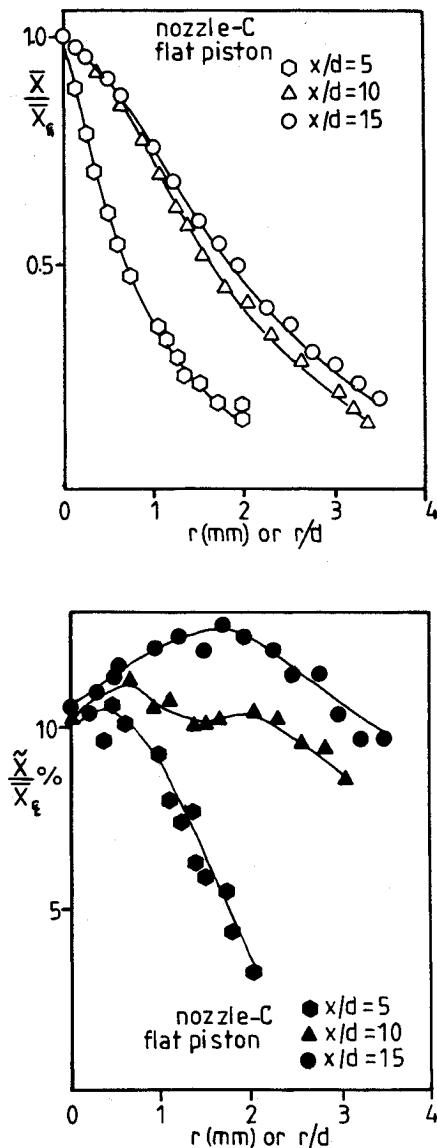 nozzle-C
flat piston
⬡ x/d=5
△ x/d=10
○ x/d=15
1.0
X̄
X̄℄
0.5
0 1 2 3 4
r(mm) or r/d
10
X̃ %
X̄℄
5
nozzle-C
flat piston
⬢ x/d=5
▲ x/d=10
● x/d=15
0 1 2 3 4
r(mm) or r/d